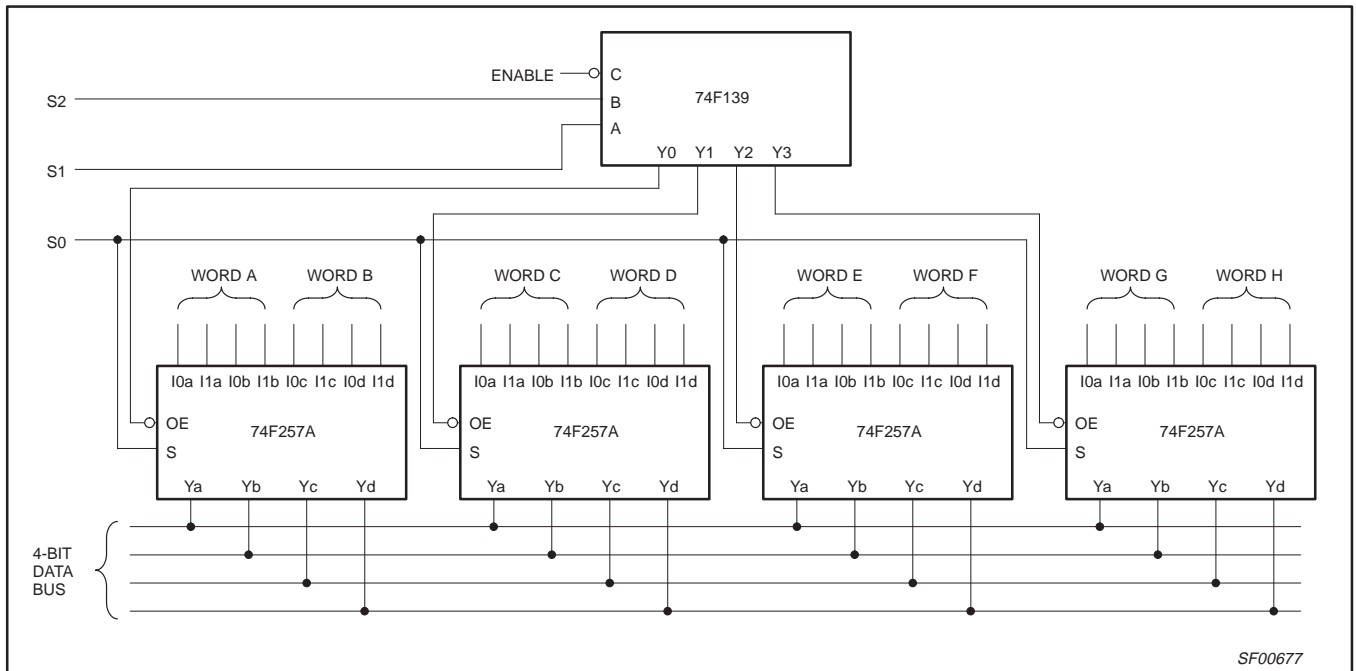 ENABLE
C
S2
B
74F139
A
Y0 Y1 Y2 Y3
S1
S0
WORD A WORD B WORD C WORD D WORD E WORD F WORD G WORD H
I0a I1a I0b I1b I0c I1c I0d I1d I0a I1a I0b I1b I0c I1c I0d I1d I0a I1a I0b I1b I0c I1c I0d I1d I0a I1a I0b I1b I0c I1c I0d I1d
OE 74F257A OE 74F257A OE 74F257A OE 74F257A
S S S S
Ya Yb Yc Yd Ya Yb Yc Yd Ya Yb Yc Yd Ya Yb Yc Yd
4-BIT
DATA
BUS
SF00677